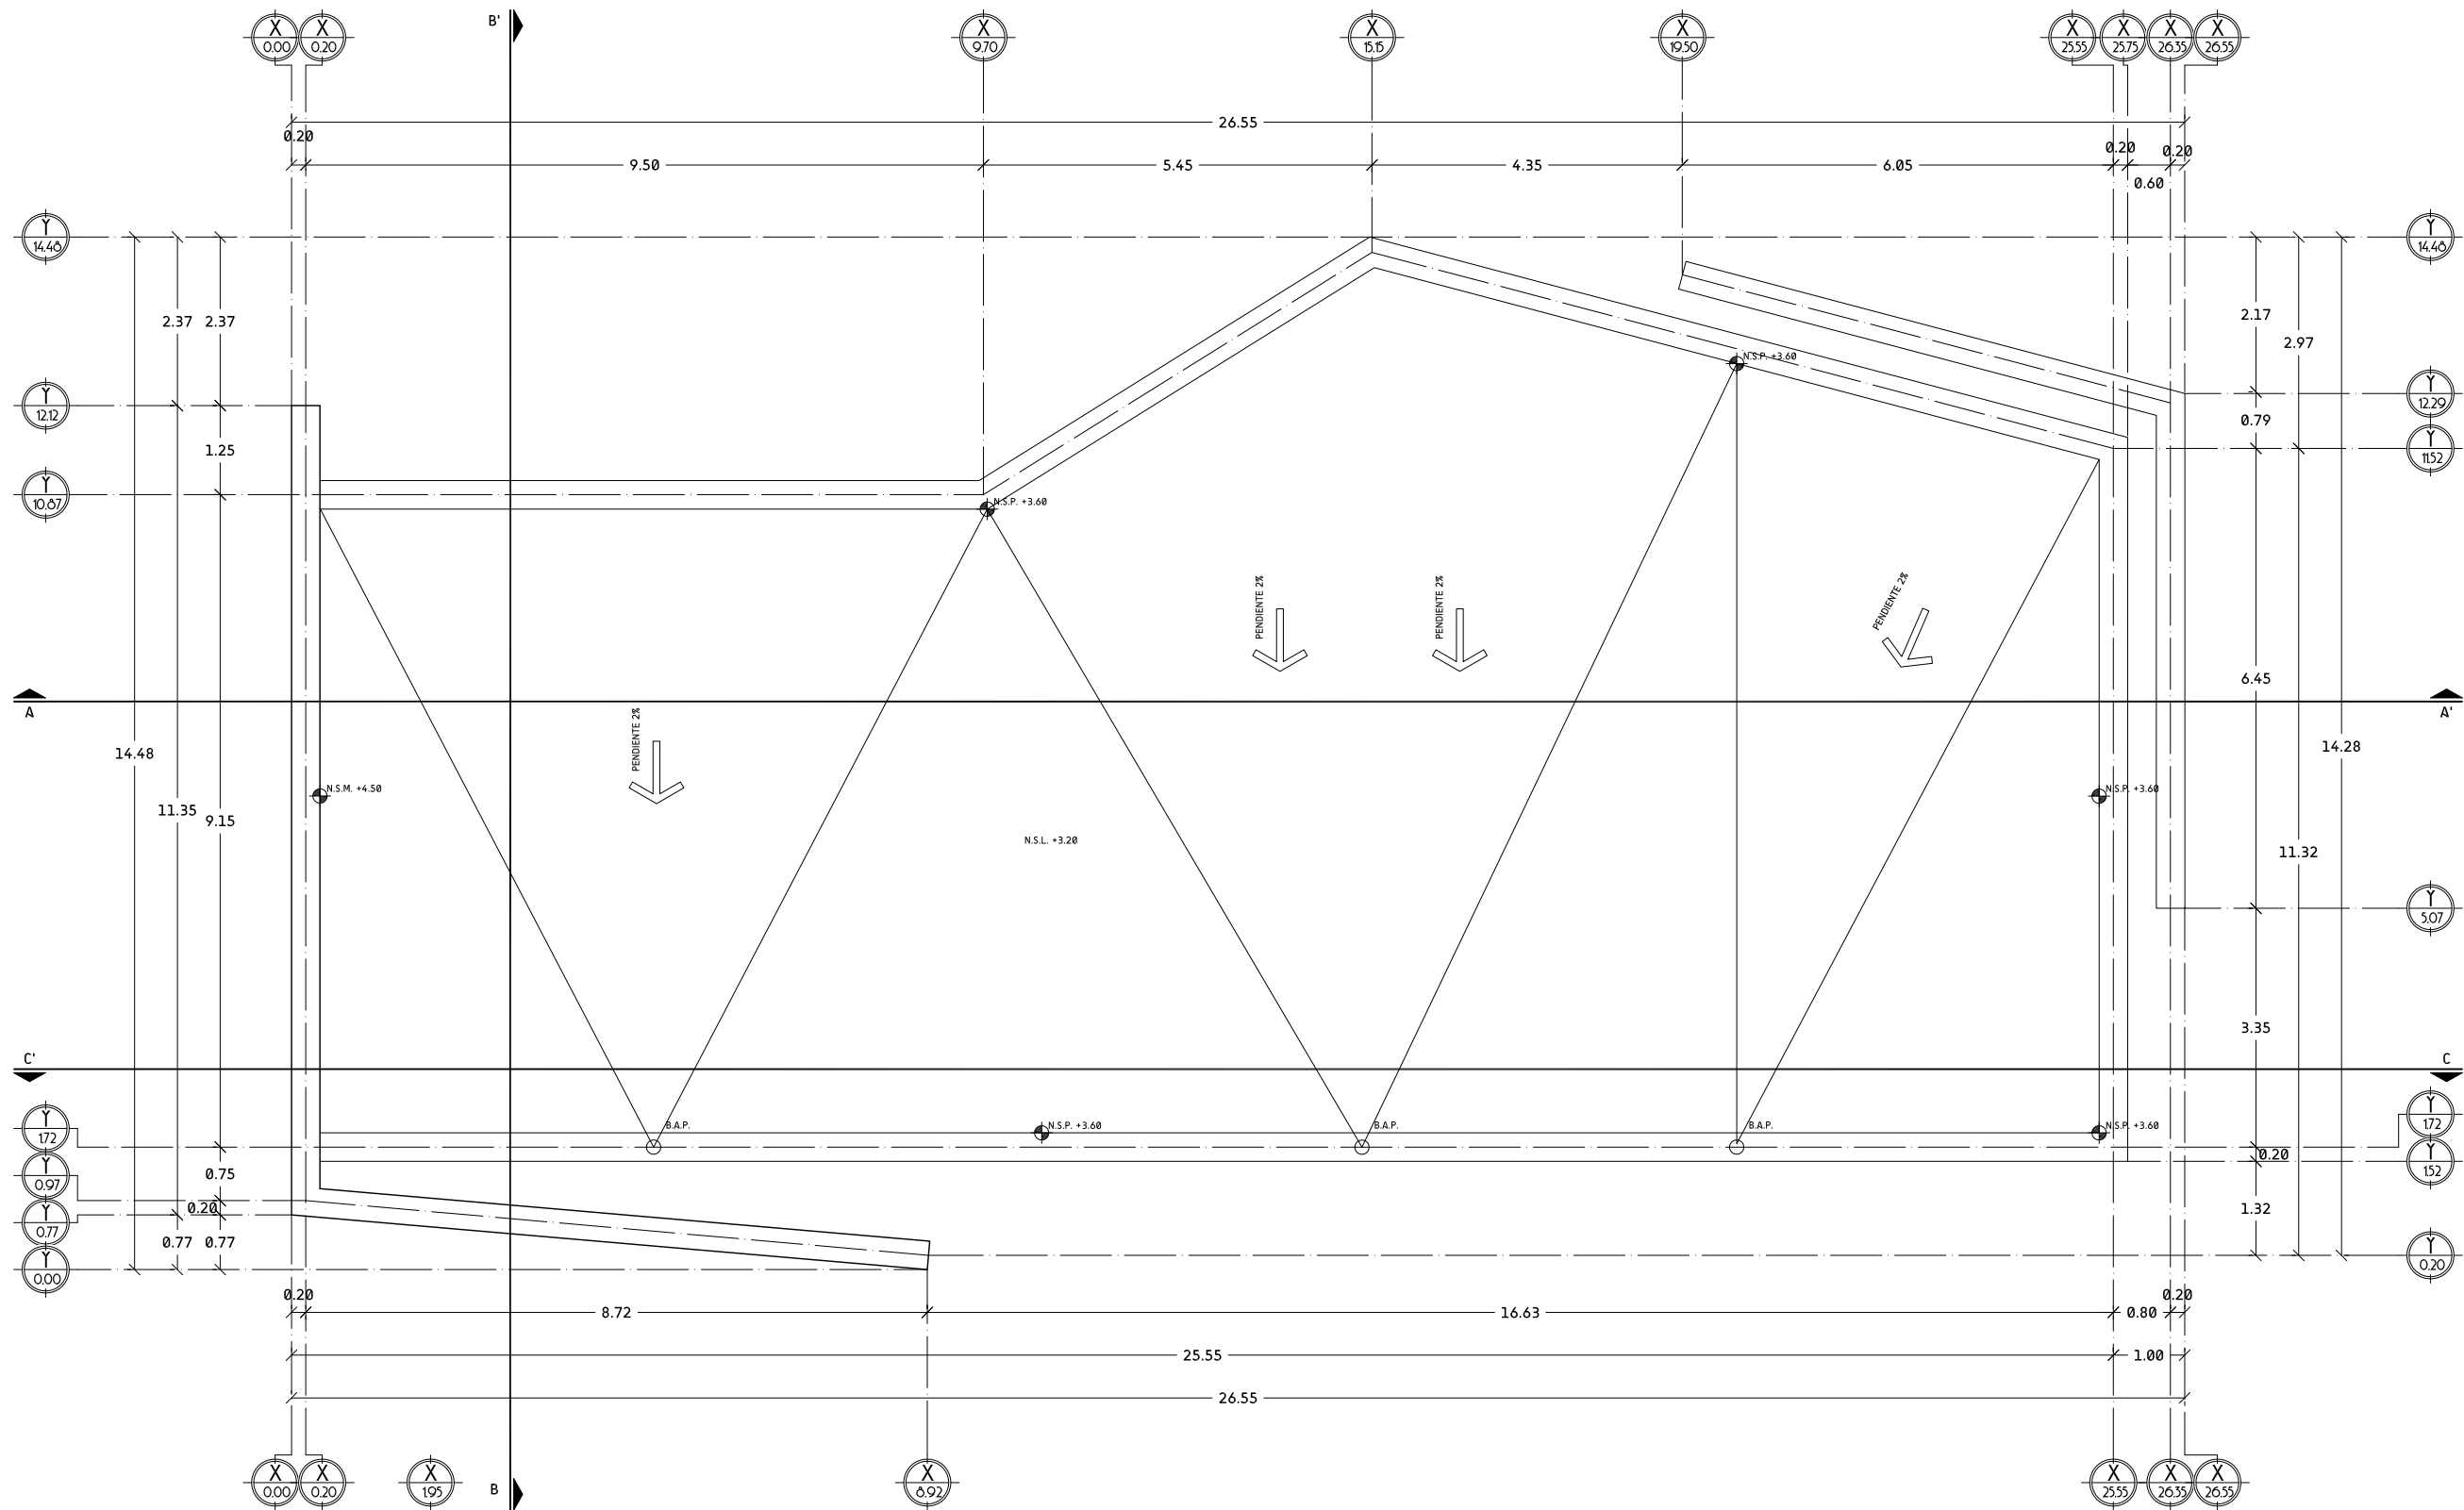 B'
X
0.00
X
0.20
X
9.70
X
15.15
X
19.50
X
25.55
X
25.75
X
26.35
X
26.55
26.55
0.20
9.50
5.45
4.35
6.05
0.20
0.20
0.60
Y
14.48
Y
14.48
2.37
2.37
2.17
2.97
N.S.P. +3.60
Y
12.12
Y
12.29
0.79
1.25
Y
11.52
Y
10.87
N.S.P. +3.60
PENDIENTE 2%
PENDIENTE 2%
PENDIENTE 2%
6.45
A
A'
PENDIENTE 2%
14.48
14.28
N.S.M. +4.50
N.S.P. +3.60
11.35
9.15
N.S.L. +3.20
11.32
Y
5.07
3.35
C'
C
Y
1.72
B.A.P.
N.S.P. +3.60
B.A.P.
B.A.P.
N.S.P. +3.60
Y
1.72
0.20
Y
0.97
0.75
Y
1.52
0.20
Y
0.77
1.32
0.77
0.77
Y
0.00
Y
0.20
0.20
0.20
8.72
16.63
0.80
25.55
1.00
26.55
X
0.00
X
0.20
X
1.95
B
X
8.92
X
25.55
X
26.35
X
26.55